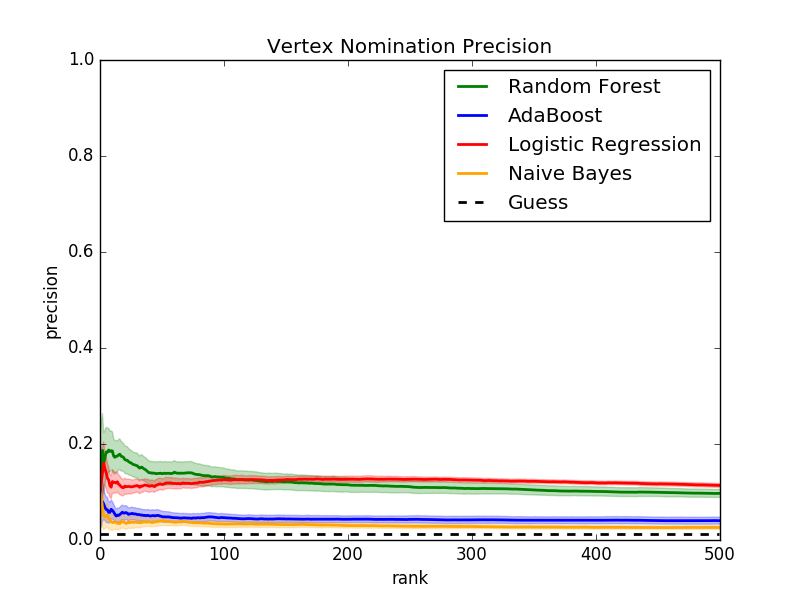 Vertex Nomination Precision
1.0
0.8
0.6
0.4
0.2
0.0
precision
Random Forest
AdaBoost
Logistic Regression
Naive Bayes
Guess
0 100 200 300 400 500
rank